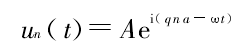 uₙ(t) = Ae^{i(qna−ωt)}